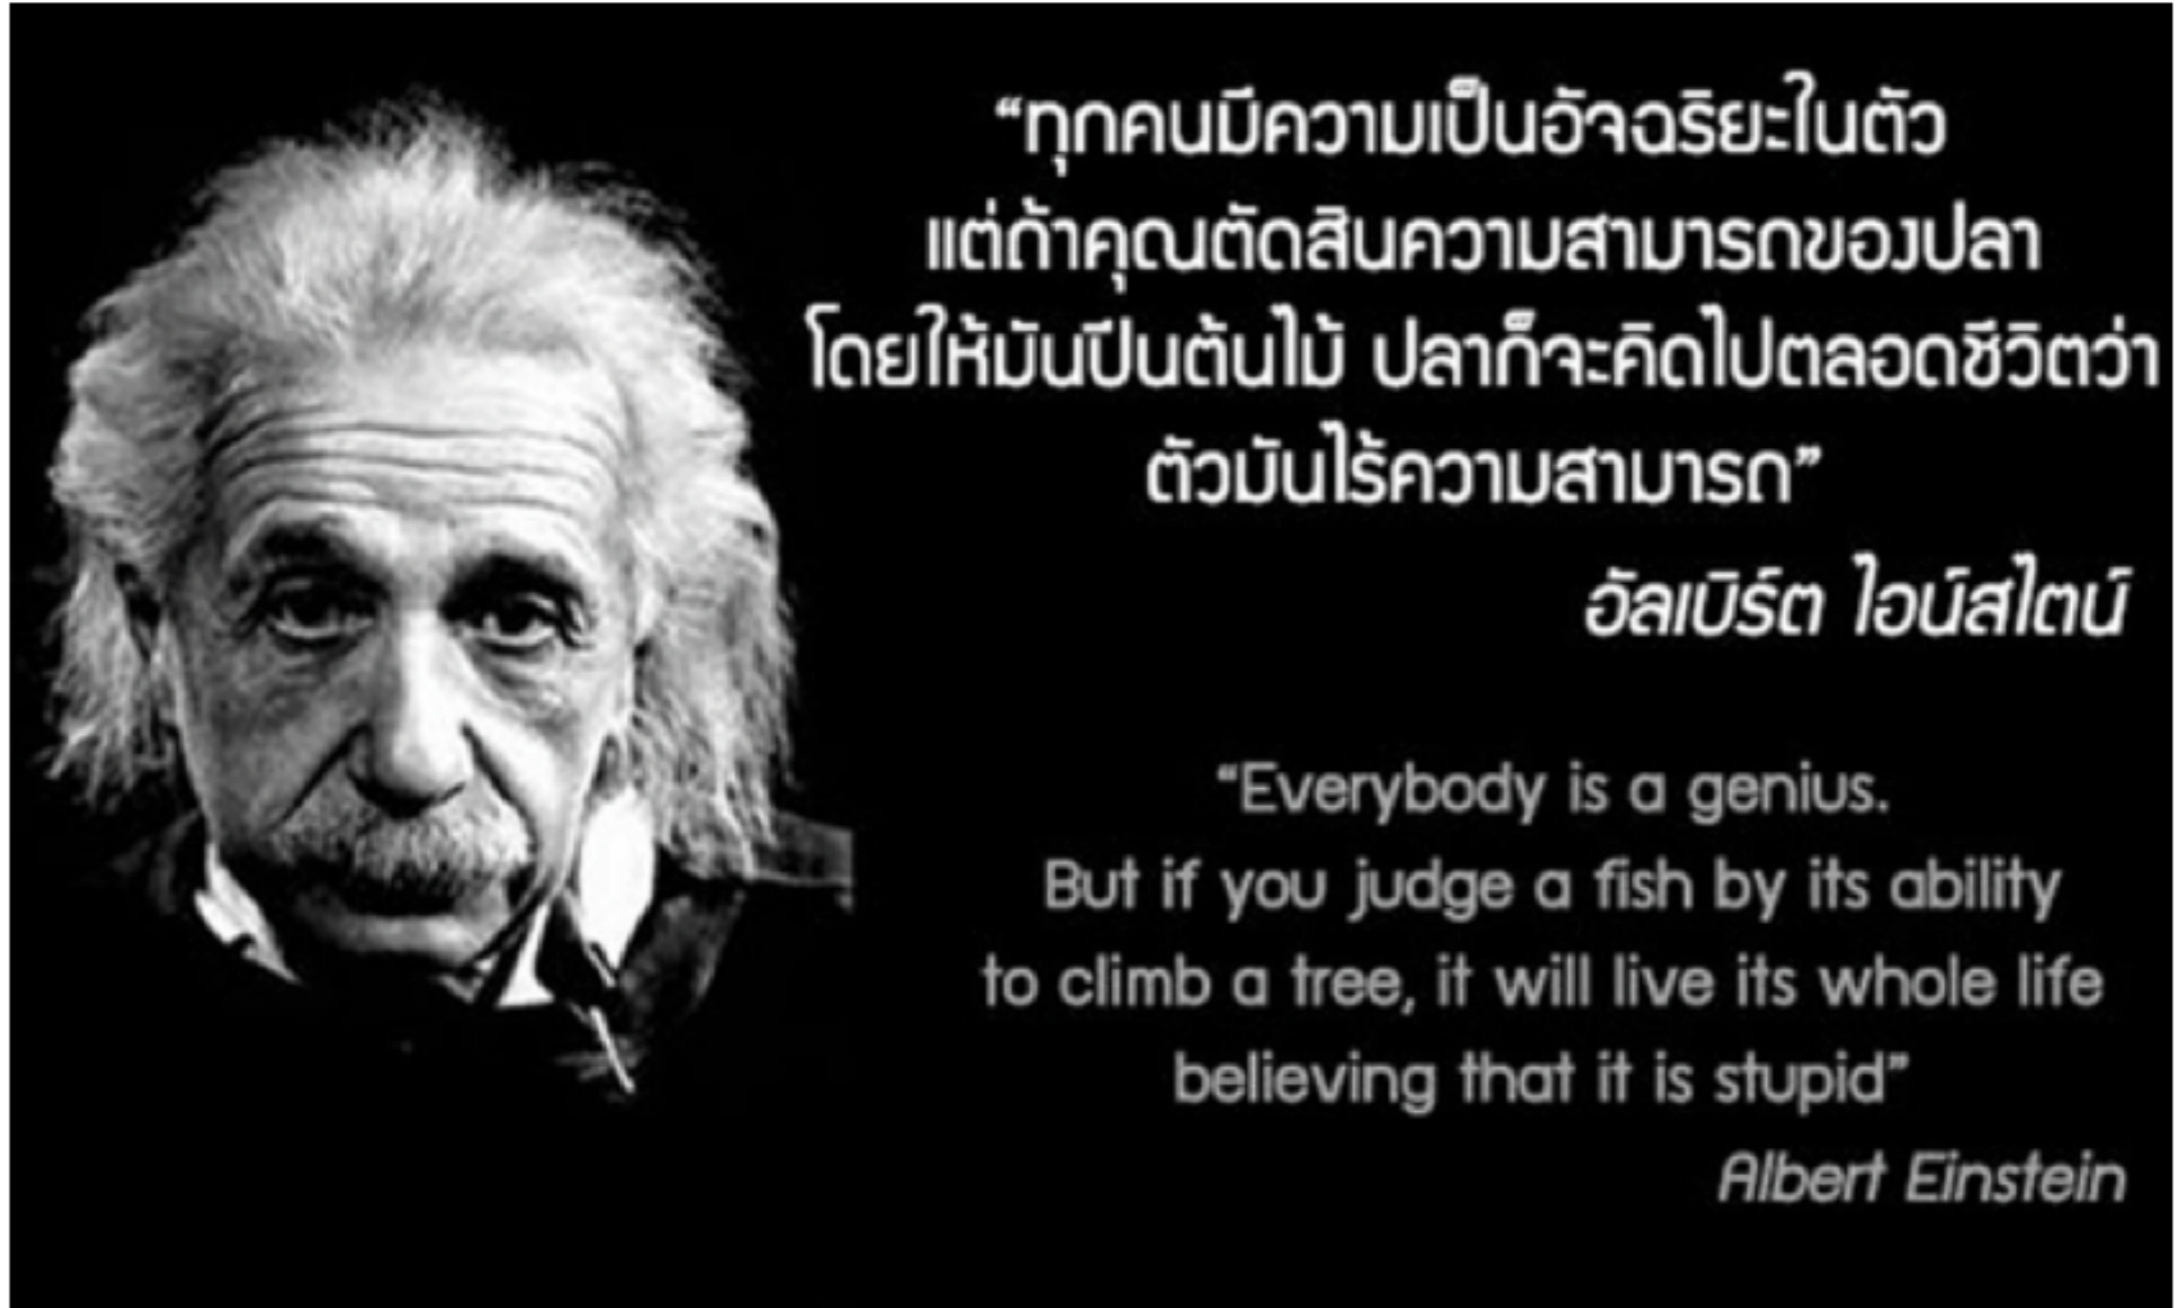 “ทุกคนมีความเป็นอัจฉริยะในตัว
แต่ถ้าคุณตัดสินความสามารถของปลา
โดยให้มันปีนต้นไม้ ปลาก็จะคิดไปตลอดชีวิตว่า
ตัวมันไร้ความสามารถ”
อัลเบิร์ต ไอน์สไตน์
“Everybody is a genius.
But if you judge a fish by its ability
to climb a tree, it will live its whole life
believing that it is stupid”
Albert Einstein